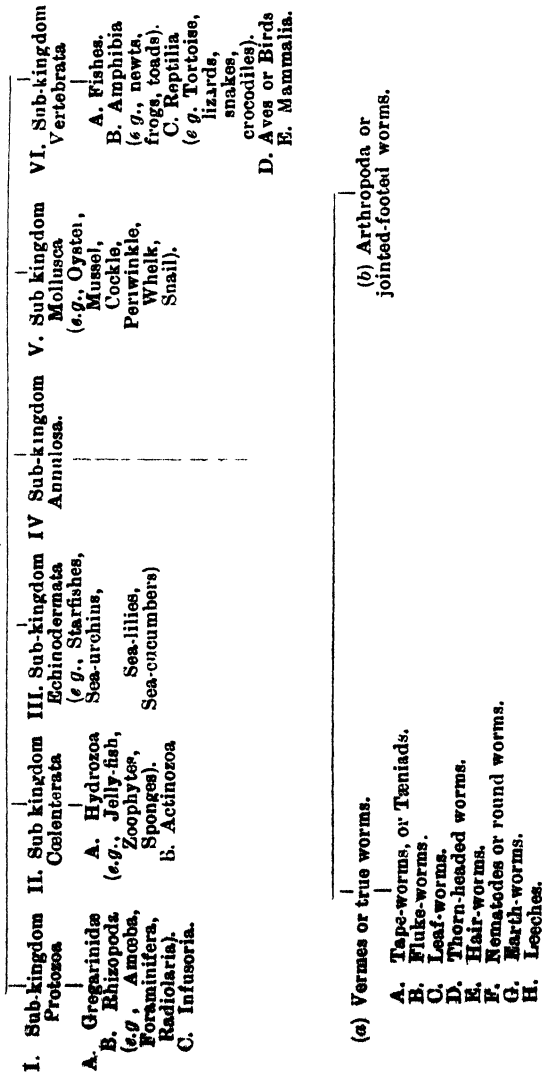 I. Sub-kingdom
Protozoa
A. Gregarinidæ
B. Rhizopoda
(e.g., Amœba,
Foraminifera,
Radiolaria).
C. Infusoria.
II. Sub kingdom
Cœlenterata
A. Hydrozoa
(e.g., Jelly-fish,
Zoophytes,
Sponges).
B. Actinozoa
III. Sub-kingdom
Echinodermata
(e g., Starfishes,
Sea-urchins,
Sea-lilies,
Sea-cucumbers)
IV Sub-kingdom
Annulosa.
V. Sub kingdom
Mollusca
(e.g., Oyster,
Mussel,
Cockle,
Periwinkle,
Whelk,
Snail).
VI. Sub-kingdom
Vertebrata
A. Fishes.
B. Amphibia
(e g., newts,
frogs, toads).
C. Reptilia
(e g. Tortoise,
lizards,
snakes,
crocodiles).
D. Aves or Birds
E. Mammalia.
(a) Vermes or true worms.
A. Tape-worms, or Tæniads.
B. Fluke-worms.
C. Leaf-worms.
D. Thorn-headed worms.
E. Hair-worms.
F. Nematodes or round worms.
G. Earth-worms.
H. Leeches.
(b) Arthropoda or
jointed-footed worms.